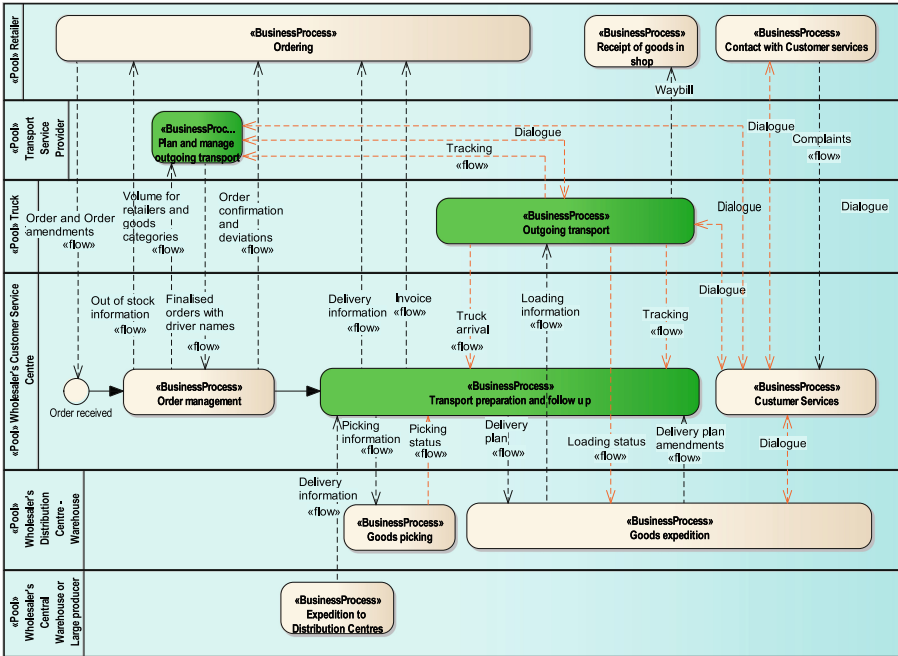 «Pool» Retailer
«BusinessProcess»
Ordering
«BusinessProcess»
Receipt of goods in
shop
«BusinessProcess»
Contact with Customer services
Waybill
«Pool»
Transport
Service
Provider
«BusinessProc...
Plan and manage
outgoing transport
Dialogue
Tracking
«flow»
Dialogue
Complaints
«flow»
«Pool» Truck
Order and Order
amendments
«flow»
Volume for
retailers and
goods
categories
«flow»
Order
confirmation
and
deviations
«flow»
«BusinessProcess»
Outgoing transport
Dialogue
Dialogue
«Pool» Wholesaler's Customer Service
Centre
Out of stock
information
«flow»
Finalised
orders with
driver names
«flow»
Delivery
information
«flow»
Invoice
«flow»
Truck
arrival
«flow»
Loading
information
«flow»
Tracking
«flow»
Dialogue
Order received
«BusinessProcess»
Order management
«BusinessProcess»
Transport preparation and follow up
«BusinessProcess»
Custumer Services
Picking
information
«flow»
Picking
status
«flow»
Delivery
plan
«flow»
Loading status
«flow»
Delivery plan
amendments
«flow»
Dialogue
«Pool»
Wholesaler's
Distribution
Centre -
Warehouse
Delivery
information
«flow»
«BusinessProcess»
Goods picking
«BusinessProcess»
Goods expedition
«Pool»
Wholesaler's
Central
Warehouse or
Large producer
«BusinessProcess»
Expedition to
Distribution Centres